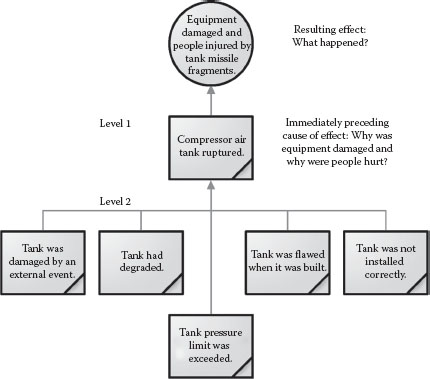 Equipment
damaged and
people injured by
tank missile
fragments.
Resulting effect:
What happened?
Level 1
Compressor air
tank ruptured.
Immediately preceding
cause of effect: Why was
equipment damaged and
why were people hurt?
Level 2
Tank was
damaged by an
external event.
Tank had
degraded.
Tank was flawed
when it was built.
Tank was not
installed
correctly.
Tank pressure
limit was
exceeded.